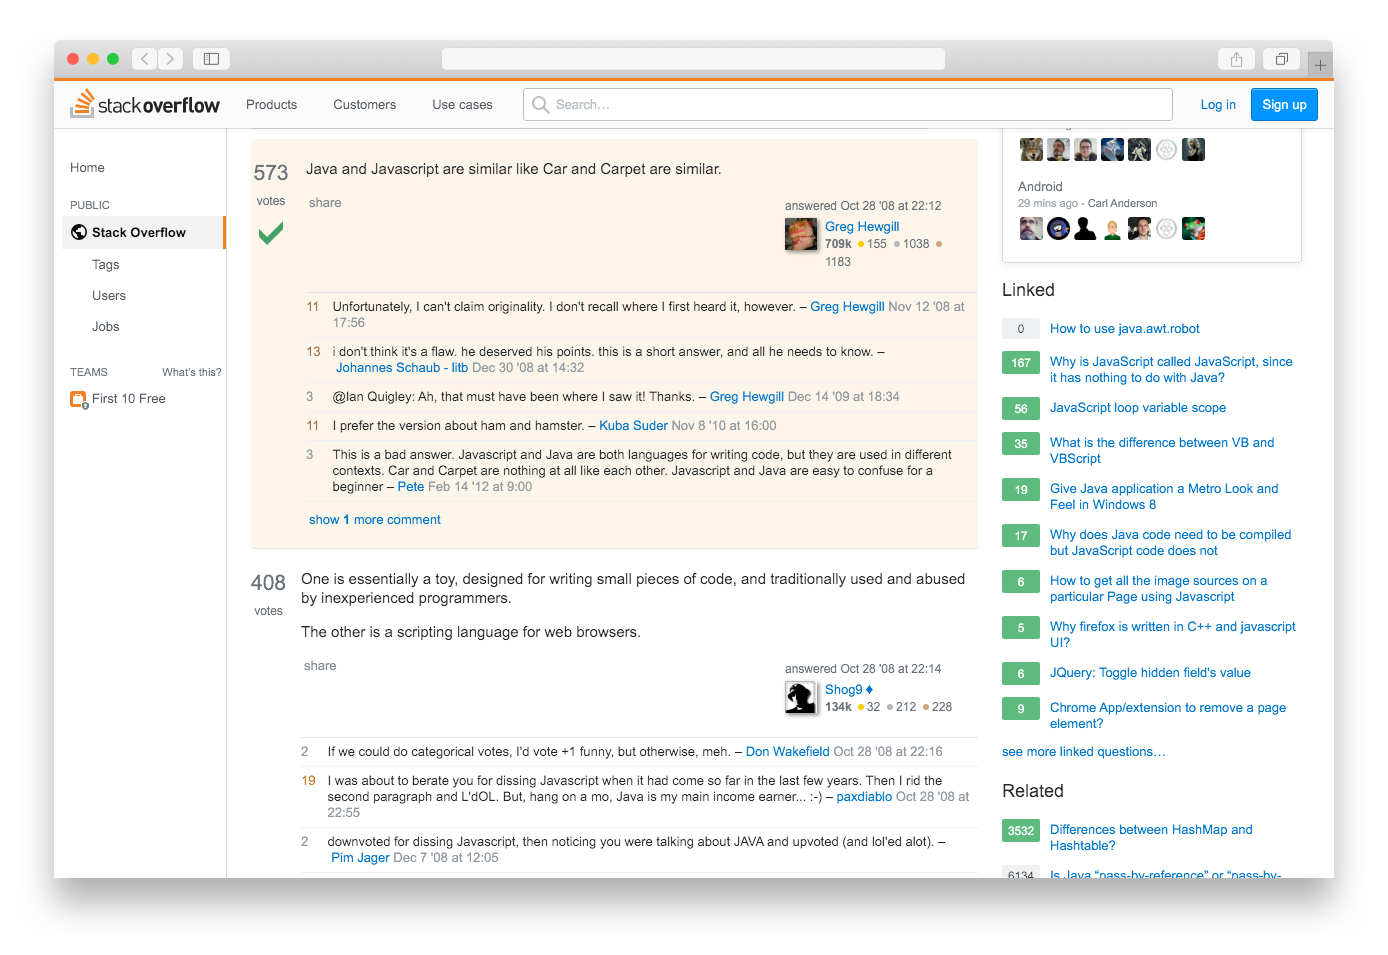 stackoverflow
Products
Customers
Use cases
Search...
Log in
Sign up
Home
PUBLIC
Stack Overflow
Tags
Users
Jobs
TEAMS
What's this?
First 10 Free
573
votes
Java and Javascript are similar like Car and Carpet are similar.
share
answered Oct 28 '08 at 22:12
Greg Hewgill
709k 155 1038
1183
11 Unfortunately, I can't claim originality. I don't recall where I first heard it, however. – Greg Hewgill Nov 12 '08 at
17:56
13 i don't think it's a flaw. he deserved his points. this is a short answer, and all he needs to know. –
Johannes Schaub - litb Dec 30 '08 at 14:32
3 @Ian Quigley: Ah, that must have been where I saw it! Thanks. – Greg Hewgill Dec 14 '09 at 18:34
11 I prefer the version about ham and hamster. – Kuba Suder Nov 8 '10 at 16:00
3 This is a bad answer. Javascript and Java are both languages for writing code, but they are used in different
contexts. Car and Carpet are nothing at all like each other. Javascript and Java are easy to confuse for a
beginner – Pete Feb 14 '12 at 9:00
show 1 more comment
408
votes
One is essentially a toy, designed for writing small pieces of code, and traditionally used and abused
by inexperienced programmers.
The other is a scripting language for web browsers.
share
answered Oct 28 '08 at 22:14
Shog9 ♦
134k 32 212 228
2 If we could do categorical votes, I'd vote +1 funny, but otherwise, meh. – Don Wakefield Oct 28 '08 at 22:16
19 I was about to berate you for dissing Javascript when it had come so far in the last few years. Then I rid the
second paragraph and L'dOL. But, hang on a mo, Java is my main income earner... :-) – paxdiablo Oct 28 '08 at
22:55
2 downvoted for dissing Javascript, then noticing you were talking about JAVA and upvoted (and lol'ed alot). –
Pim Jager Dec 7 '08 at 12:05
Android
29 mins ago - Carl Anderson
Linked
0 How to use java.awt.robot
167 Why is JavaScript called JavaScript, since
it has nothing to do with Java?
56 JavaScript loop variable scope
35 What is the difference between VB and
VBScript
19 Give Java application a Metro Look and
Feel in Windows 8
17 Why does Java code need to be compiled
but JavaScript code does not
6 How to get all the image sources on a
particular Page using Javascript
5 Why firefox is written in C++ and javascript
UI?
6 JQuery: Toggle hidden field's value
9 Chrome App/extension to remove a page
element?
see more linked questions…
Related
3532 Differences between HashMap and
Hashtable?
6134 Is Java “pass-by-reference” or “pass-by-